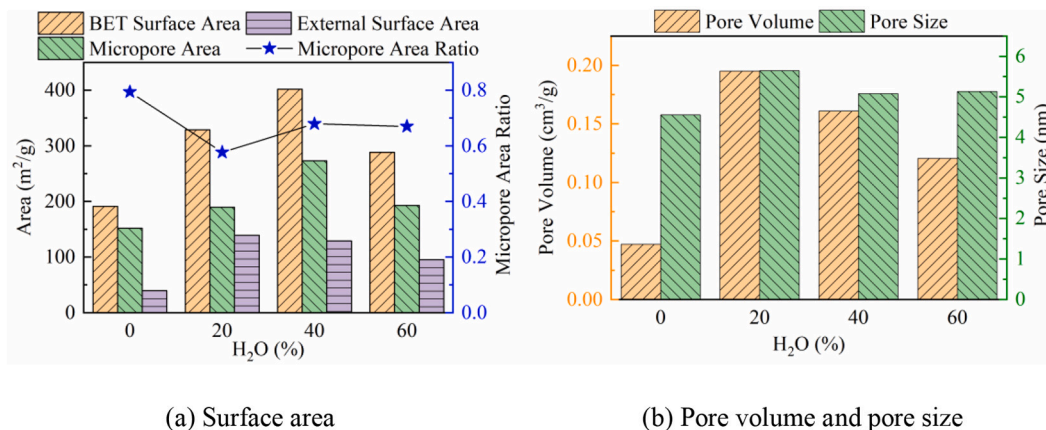 BET Surface Area External Surface Area
Micropore Area Micropore Area Ratio
400
300
200
100
0
Area (m²/g)
0.8
0.6
0.4
0.2
0.0
Micropore Area Ratio
0 20 40 60
H₂O (%)
(a) Surface area
Pore Volume Pore Size
0.20
0.15
0.10
0.05
0.00
Pore Volume (cm³/g)
6
5
4
3
2
1
0
Pore Size (nm)
0 20 40 60
H₂O (%)
(b) Pore volume and pore size